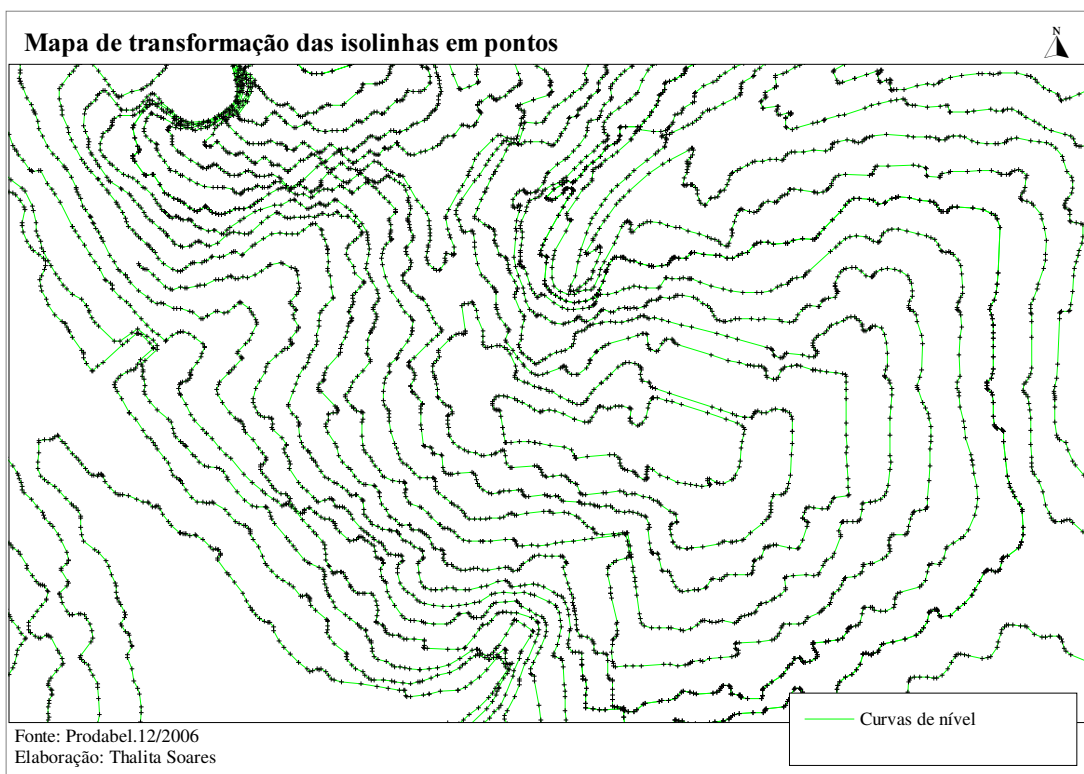 Mapa de transformação das isolinhas em pontos
N
Curvas de nível
Fonte: Prodabel.12/2006
Elaboração: Thalita Soares